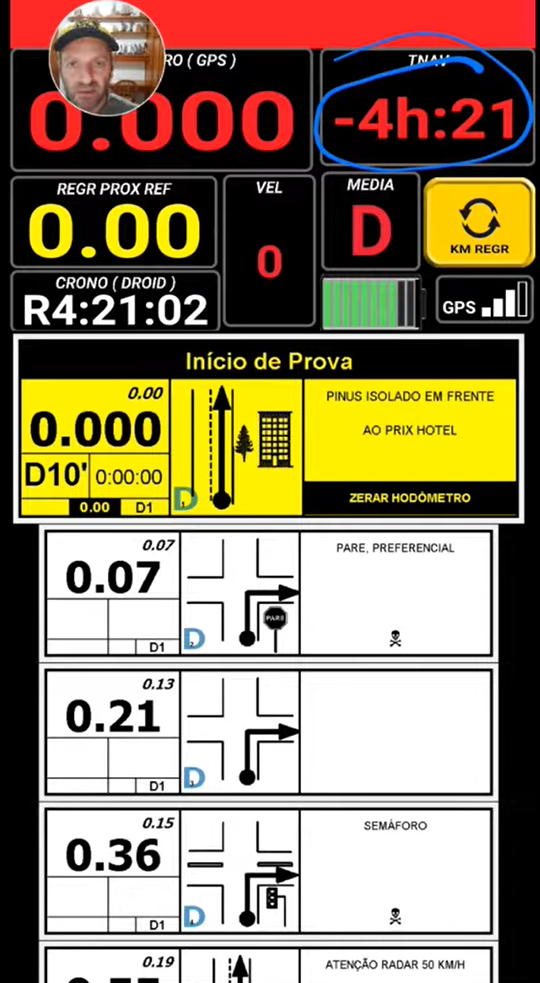 RO ( GPS )
TNAV
0.000
-4h:21
REGR PROX REF
0.00
VEL
0
MEDIA
D
KM REGR
CRONO ( DROID )
R4:21:02
GPS
Início de Prova
0.00
0.000
D10'
0:00:00
0.00
D1
D
PINUS ISOLADO EM FRENTE
AO PRIX HOTEL
ZERAR HODÔMETRO
0.07
0.07
D1
D
PARE
PARE, PREFERENCIAL
0.13
0.21
D1
D
0.15
0.36
D1
D
SEMÁFORO
0.19
ATENÇÃO RADAR 50 KM/H